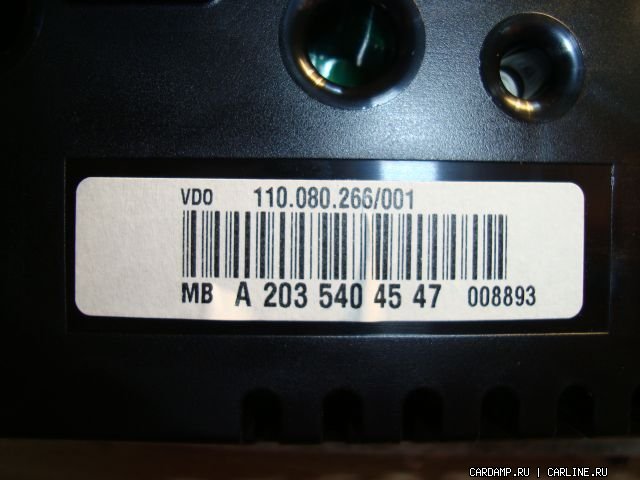 VDO 110.080.266/001
MB A 203 540 45 47 008893
CARDAMP.RU | CARLINE.RU